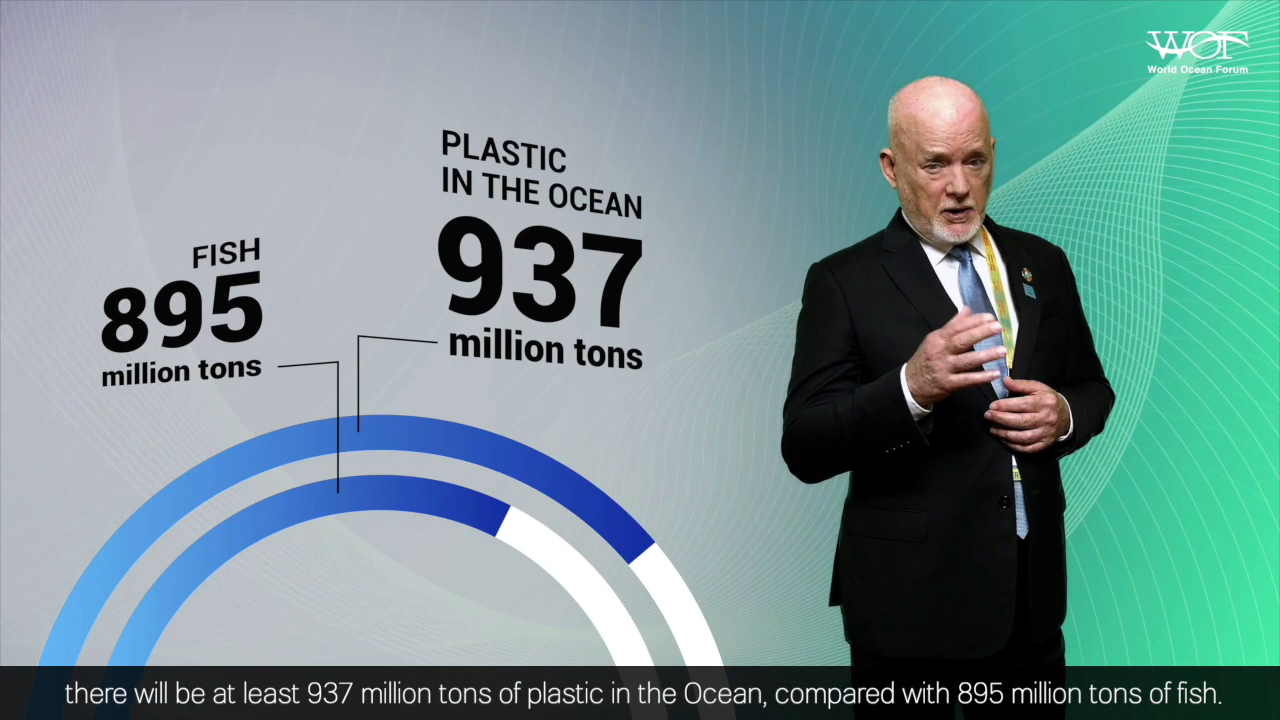 WOF
World Ocean Forum
PLASTIC
IN THE OCEAN
937
million tons
FISH
895
million tons
there will be at least 937 million tons of plastic in the Ocean, compared with 895 million tons of fish.